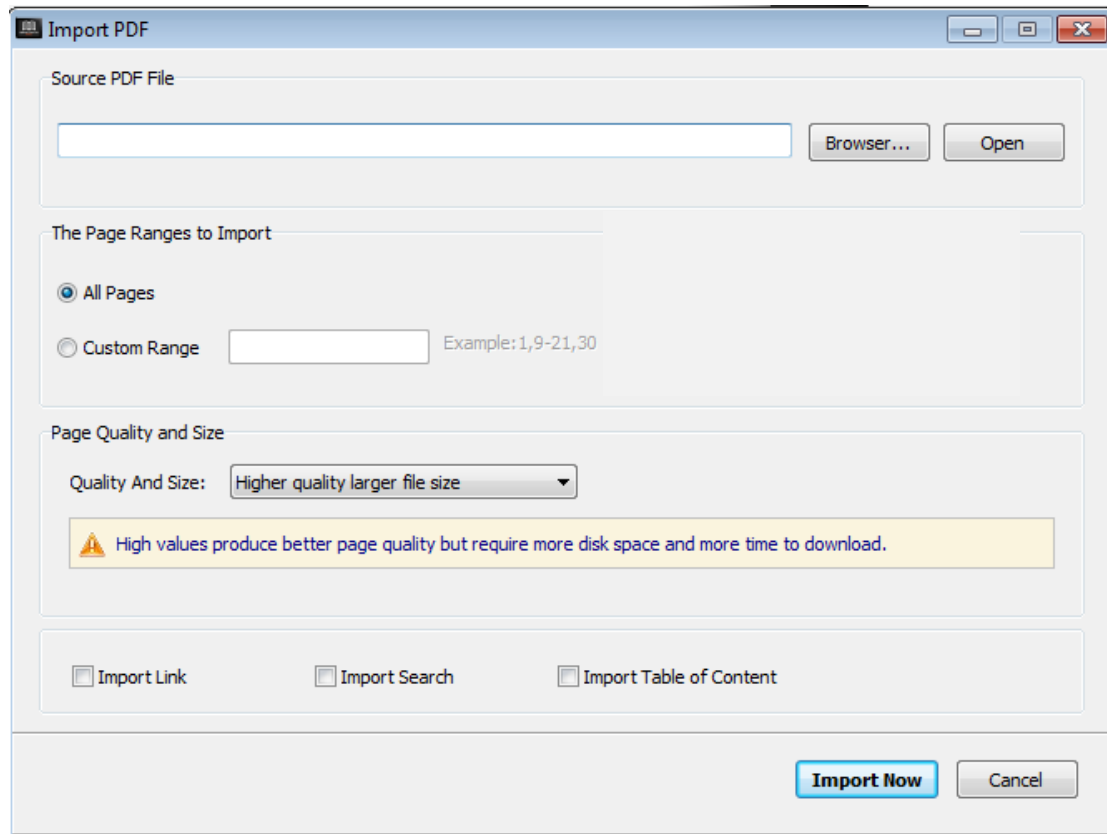 Import PDF
Source PDF File
Browser... Open
The Page Ranges to Import
All Pages
Custom Range Example:1,9-21,30
Page Quality and Size
Quality And Size: Higher quality larger file size
High values produce better page quality but require more disk space and more time to download.
Import Link Import Search Import Table of Content
Import Now Cancel